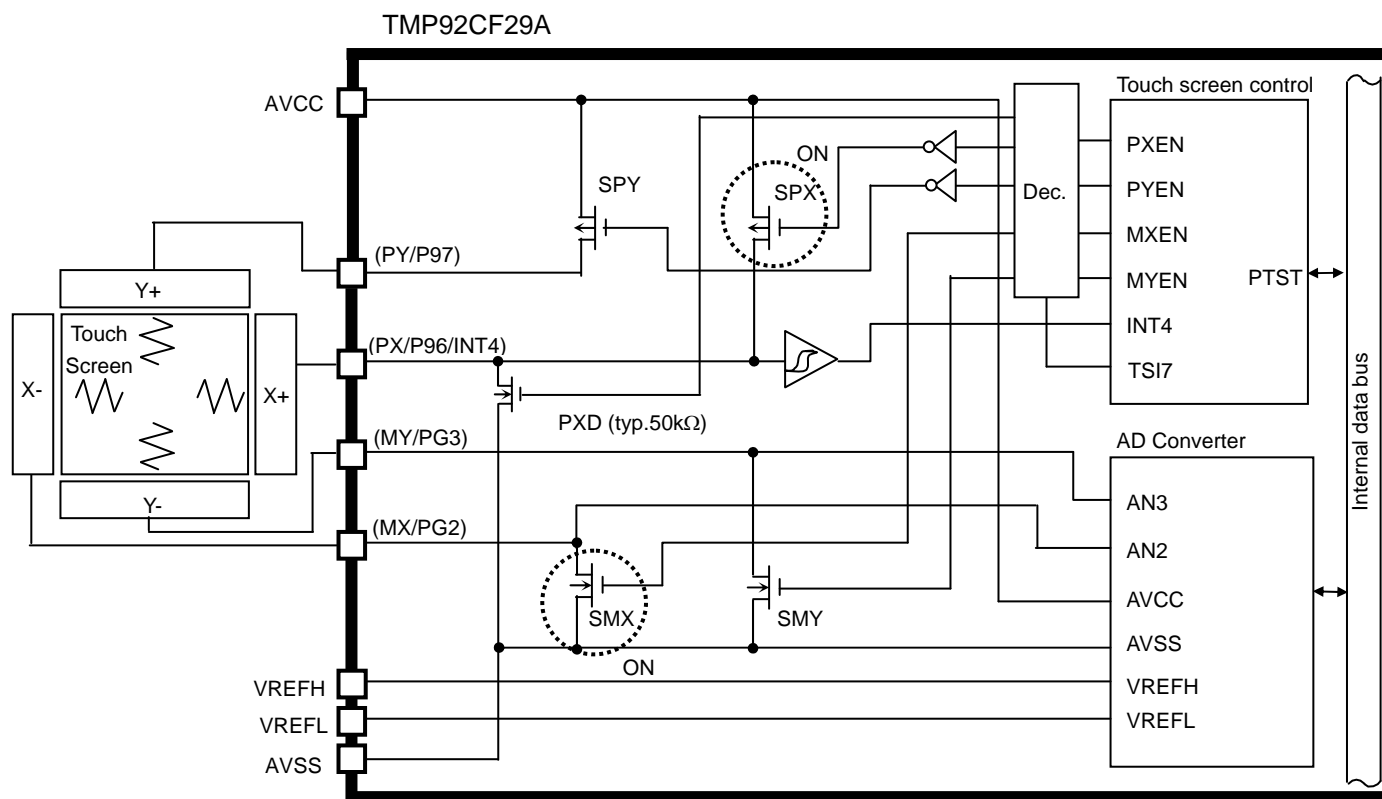 TMP92CF29A
AVCC
Touch screen control
PXEN
PYEN
MXEN
MYEN
PTST
INT4
TSI7
Dec.
ON
SPY
SPX
(PY/P97)
Y+
Touch
Screen
X-
X+
Y-
(PX/P96/INT4)
PXD (typ.50kΩ)
(MY/PG3)
(MX/PG2)
AD Converter
AN3
AN2
AVCC
AVSS
VREFH
VREFL
SMX
SMY
ON
VREFH
VREFL
AVSS
Internal data bus